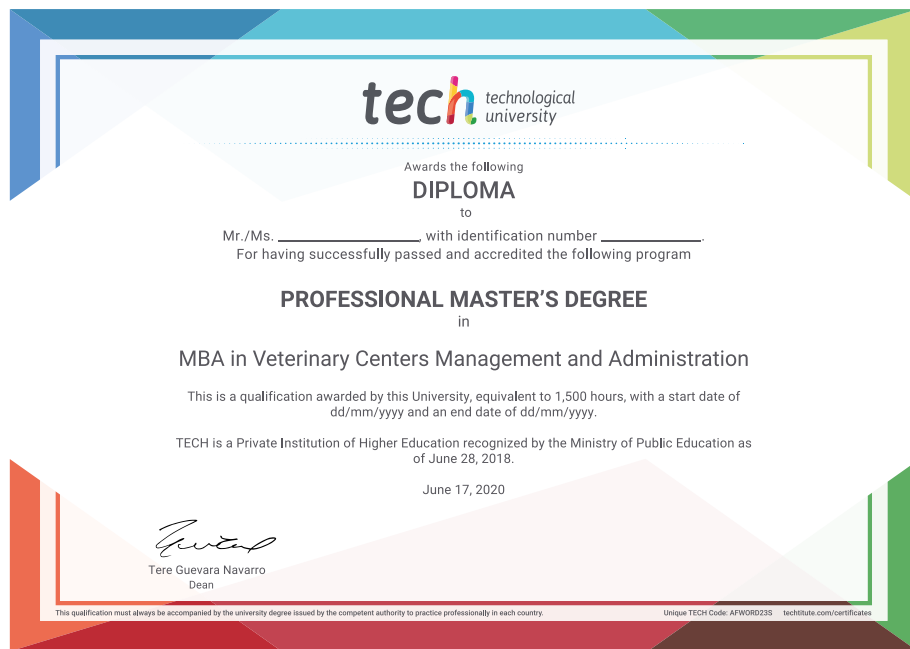 tech technological
university
Awards the following
DIPLOMA
to
Mr./Ms. ____________________, with identification number ______________.
For having successfully passed and accredited the following program
PROFESSIONAL MASTER'S DEGREE
in
MBA in Veterinary Centers Management and Administration
This is a qualification awarded by this University, equivalent to 1,500 hours, with a start date of
dd/mm/yyyy and an end date of dd/mm/yyyy.
TECH is a Private Institution of Higher Education recognized by the Ministry of Public Education as
of June 28, 2018.
June 17, 2020
Tere Guevara Navarro
Dean
This qualification must always be accompanied by the university degree issued by the competent authority to practice professionally in each country.
Unique TECH Code: AFWORD23S techtitute.com/certificates